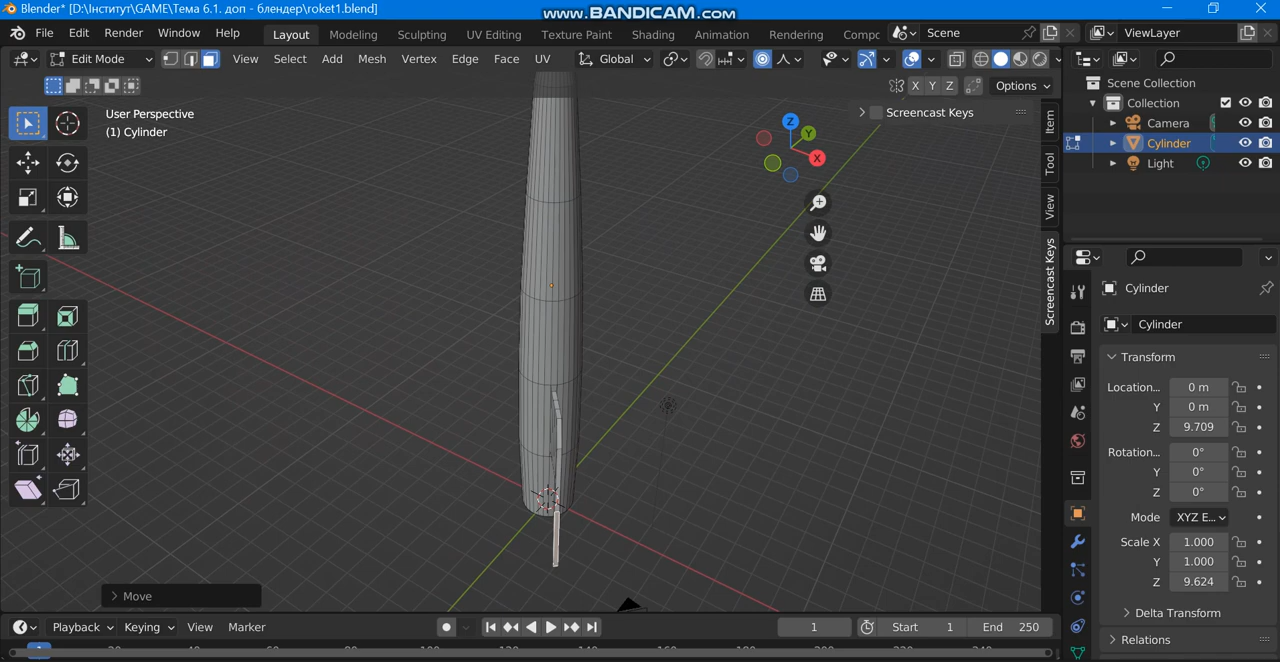 Blender* [D:\Інститут\GAME\Тема 6.1. доп - блендер\roket1.blend]
www.BANDICAM.com
File Edit Render Window Help
Layout Modeling Sculpting UV Editing Texture Paint Shading Animation Rendering Compc
Scene
ViewLayer
Edit Mode
View Select Add Mesh Vertex Edge Face UV
Global
X Y Z
Options
User Perspective
(1) Cylinder
Screencast Keys
Z
Y
X
Item
Tool
View
Screencast Keys
Move
Scene Collection
Collection
Camera
Cylinder
Light
Cylinder
Cylinder
Transform
Location... 0 m
Y 0 m
Z 9.709
Rotation... 0°
Y 0°
Z 0°
Mode XYZ E...
Scale X 1.000
Y 1.000
Z 9.624
Delta Transform
Relations
Playback Keying View Marker
1
Start 1
End 250
1